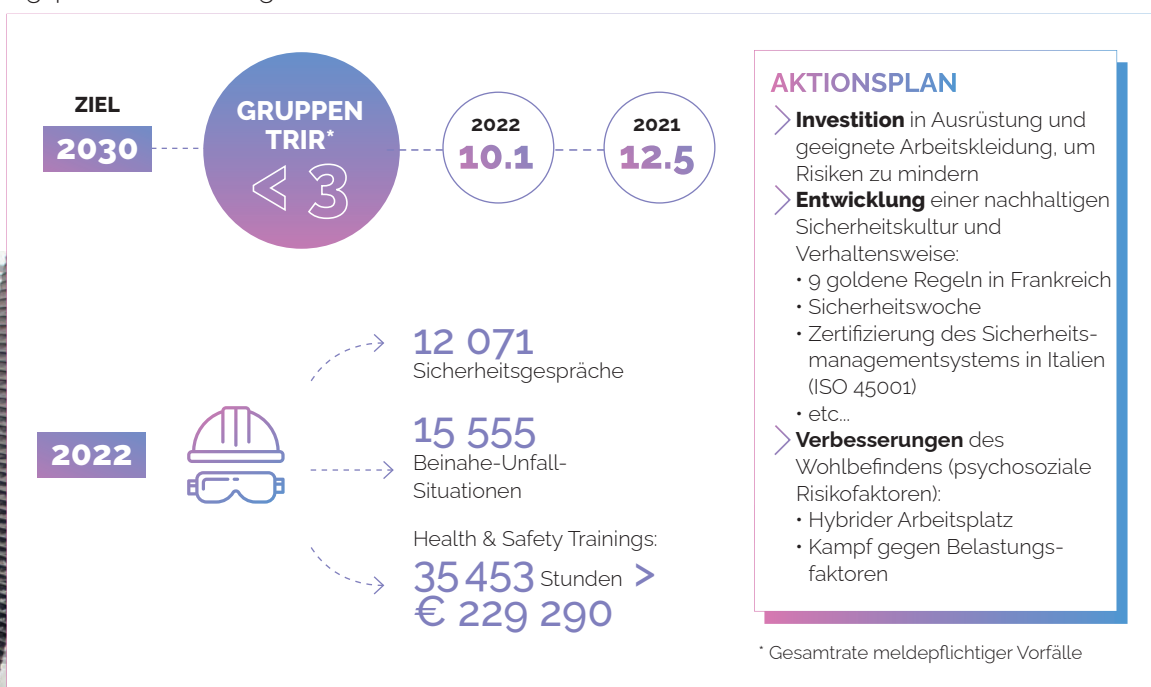 ZIEL
2030
GRUPPEN
TRIR*
< 3
2022
10.1
2021
12.5
2022
12 071
Sicherheitsgespräche
15 555
Beinahe-Unfall-
Situationen
Health & Safety Trainings:
35 453 Stunden >
€ 229 290
AKTIONSPLAN
Investition in Ausrüstung und
geeignete Arbeitskleidung, um
Risiken zu mindern
Entwicklung einer nachhaltigen
Sicherheitskultur und
Verhaltensweise:
• 9 goldene Regeln in Frankreich
• Sicherheitswoche
• Zertifizierung des Sicherheits-
managementsystems in Italien
(ISO 45001)
• etc...
Verbesserungen des
Wohlbefindens (psychosoziale
Risikofaktoren):
• Hybrider Arbeitsplatz
• Kampf gegen Belastungs-
faktoren
* Gesamtrate meldepflichtiger Vorfälle